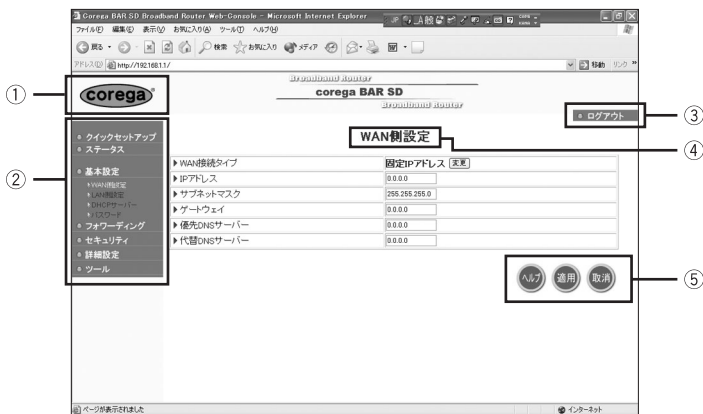 Corega BAR SD Broadband Router Web-Console - Microsoft Internet Explorer
JP A 般
ファイル(F) 編集(E) 表示(V) お気に入り(A) ツール(T) ヘルプ(H)
戻る 検索 お気に入り メディア
アドレス(D) http://192.168.1.1/ 移動 リンク »
Broadband Router
① corega corega BAR SD
Broadband Router
ログアウト ③
WAN側設定 ④
②
クイックセットアップ
ステータス
基本設定
WAN側設定
LAN側設定
DHCPサーバー
パスワード
フォワーディング
セキュリティ
詳細設定
ツール
WAN接続タイプ 固定IPアドレス 変更
IPアドレス 0.0.0.0
サブネットマスク 255.255.255.0
ゲートウェイ 0.0.0.0
優先DNSサーバー 0.0.0.0
代替DNSサーバー 0.0.0.0
ヘルプ 適用 取消 ⑤
ページが表示されました インターネット